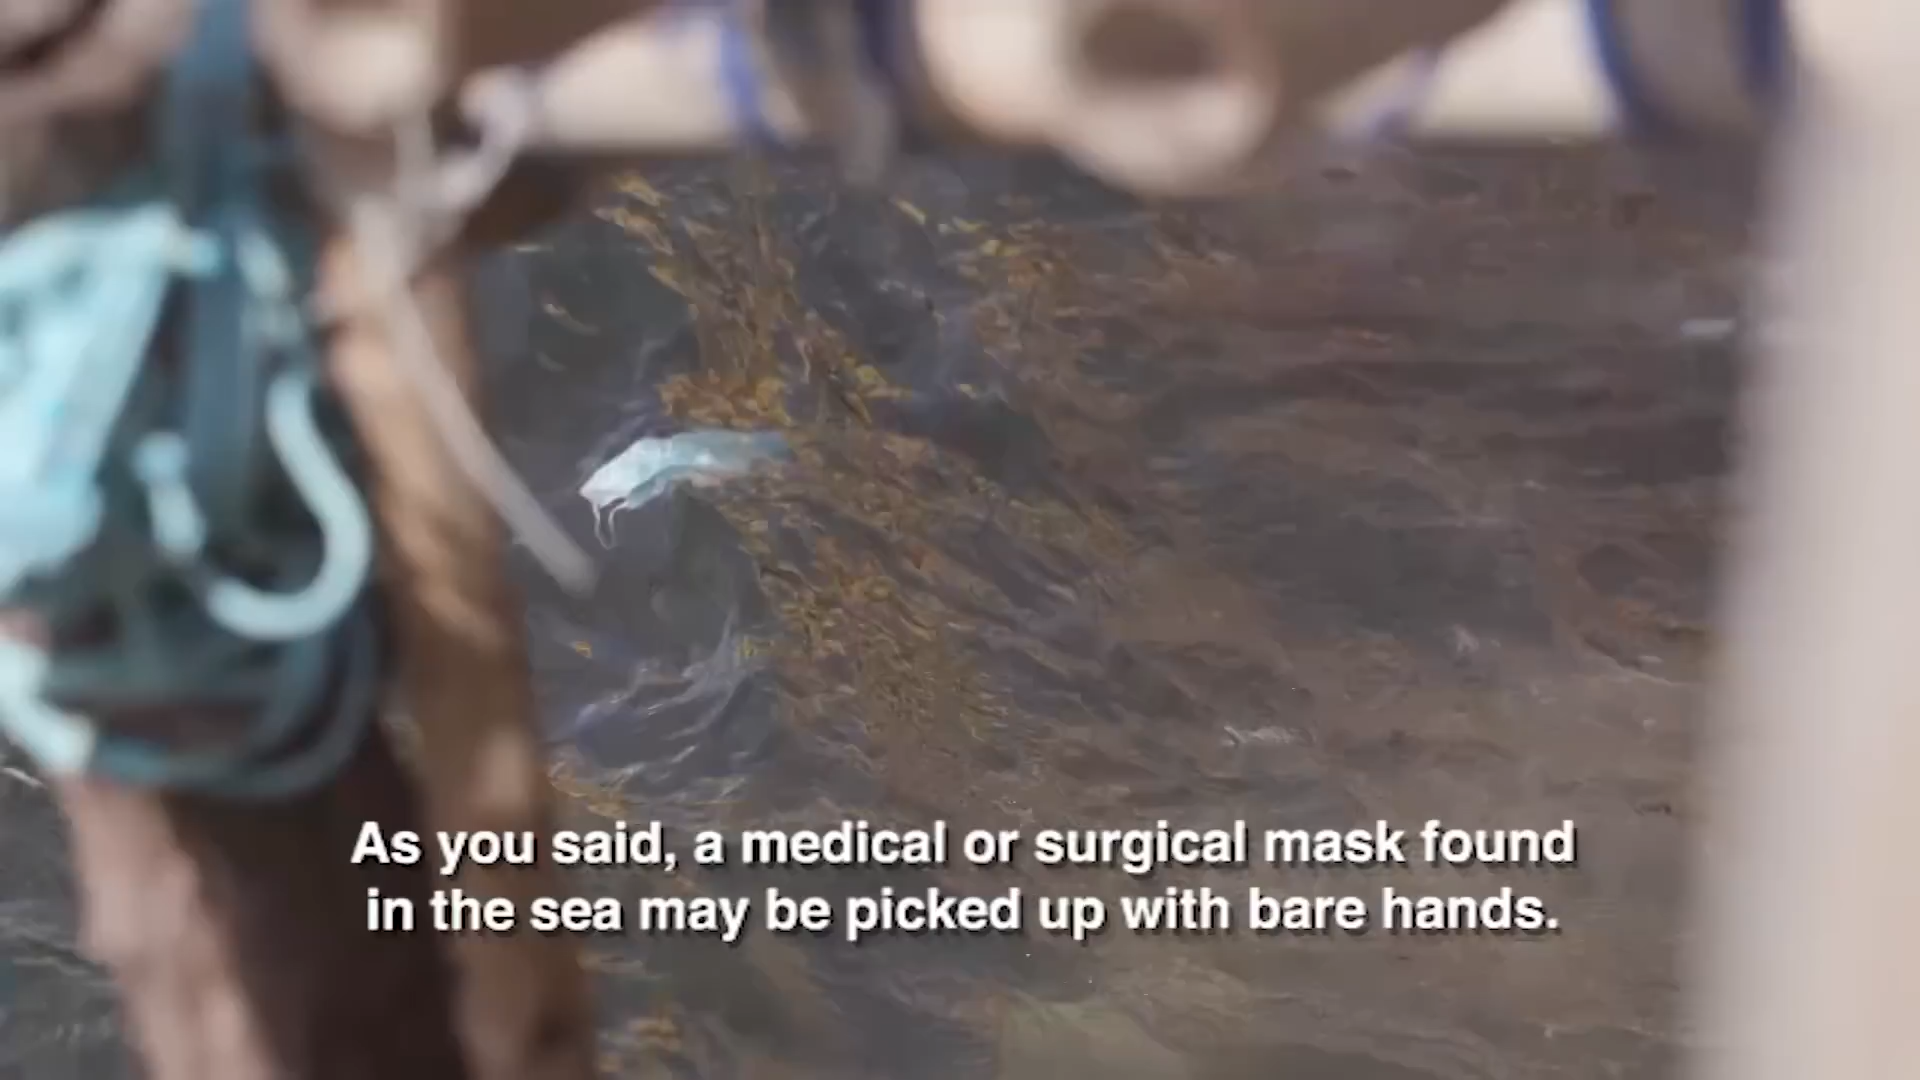 As you said, a medical or surgical mask found
in the sea may be picked up with bare hands.